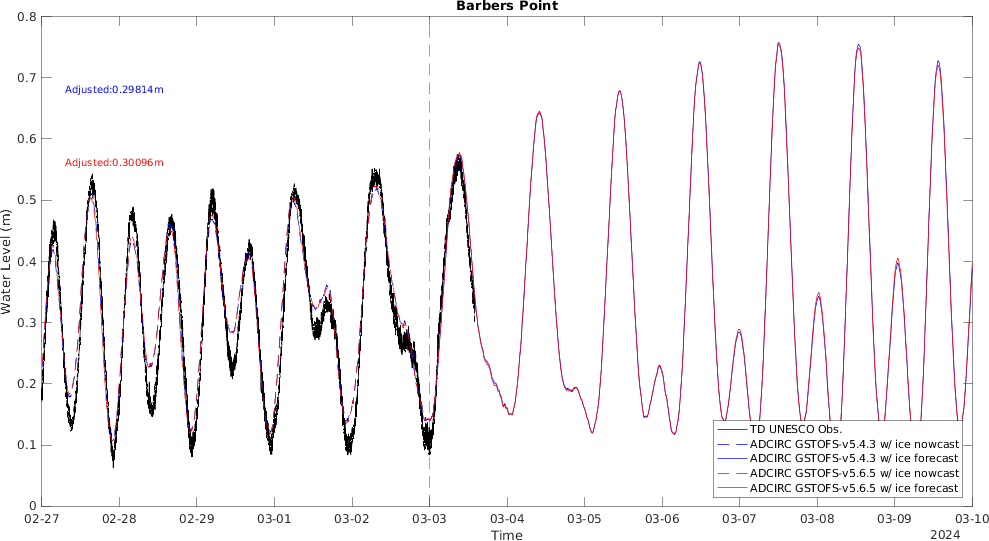 Barbers Point
0.8
0.7
0.6
0.5
0.4
0.3
0.2
0.1
0
Water Level (m)
Adjusted:0.29814m
Adjusted:0.30096m
TD UNESCO Obs.
ADCIRC GSTOFS-v5.4.3 w/ ice nowcast
ADCIRC GSTOFS-v5.4.3 w/ ice forecast
ADCIRC GSTOFS-v5.6.5 w/ ice nowcast
ADCIRC GSTOFS-v5.6.5 w/ ice forecast
02-27 02-28 02-29 03-01 03-02 03-03 03-04 03-05 03-06 03-07 03-08 03-09 03-10
Time
2024